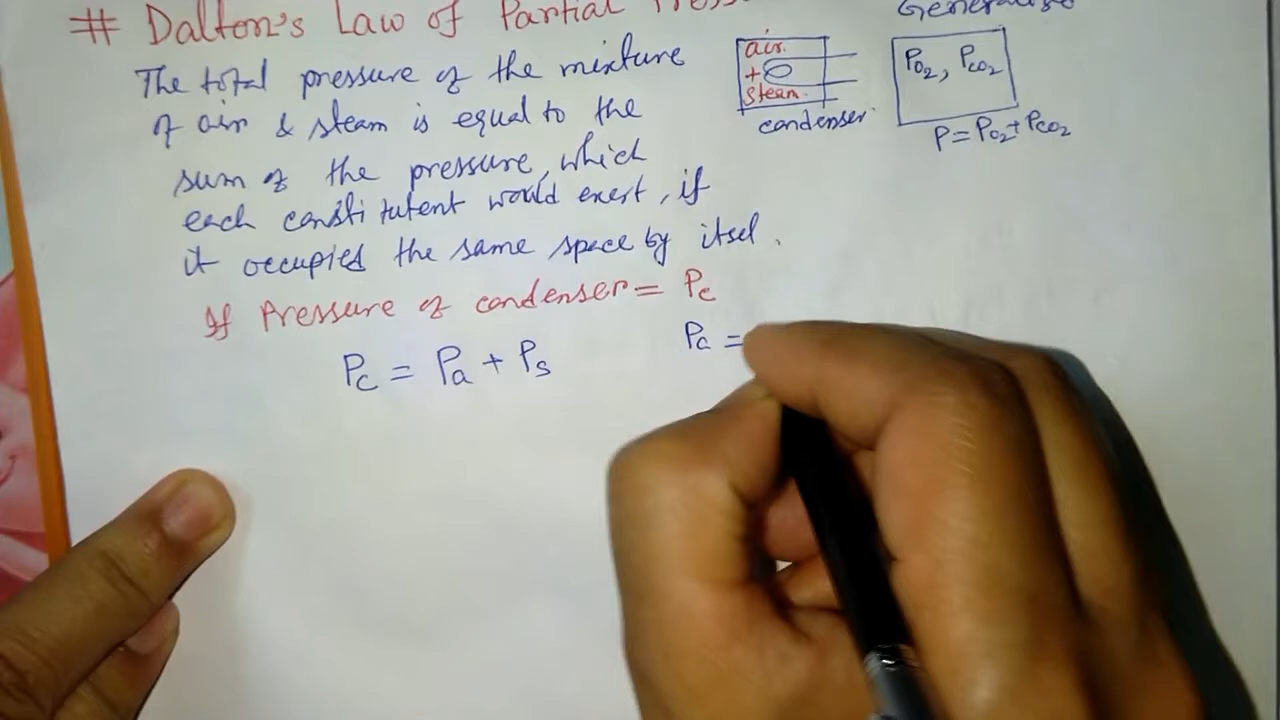 # Dalton's Law of Partial
The total pressure of the mixture
of air & steam is equal to the
sum of the pressure, which
each constitutent would exert, if
it occupies the same space by itself.
If Pressure of condenser = Pc
Pc = Pa + Ps
Pa =
air
+
steam
condenser
PO2, PCO2
P = PO2 + PCO2